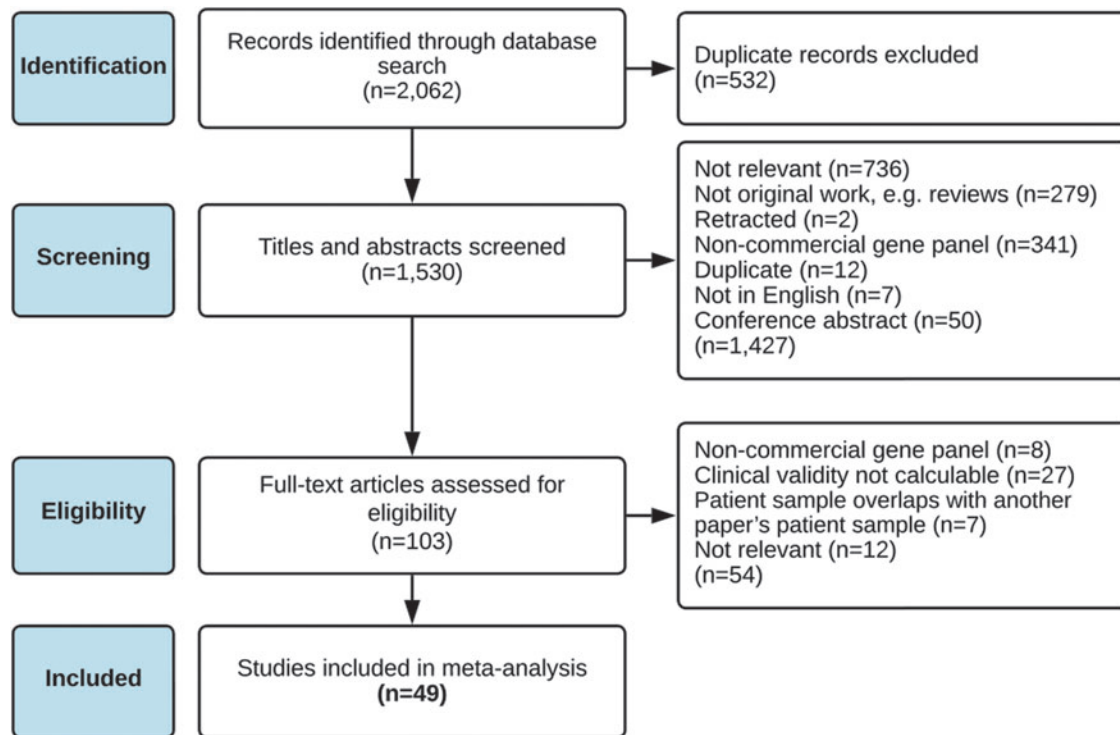 Identification
Records identified through database
search
(n=2,062)
Duplicate records excluded
(n=532)
Screening
Titles and abstracts screened
(n=1,530)
Not relevant (n=736)
Not original work, e.g. reviews (n=279)
Retracted (n=2)
Non-commercial gene panel (n=341)
Duplicate (n=12)
Not in English (n=7)
Conference abstract (n=50)
(n=1,427)
Eligibility
Full-text articles assessed for
eligibility
(n=103)
Non-commercial gene panel (n=8)
Clinical validity not calculable (n=27)
Patient sample overlaps with another
paper's patient sample (n=7)
Not relevant (n=12)
(n=54)
Included
Studies included in meta-analysis
(n=49)